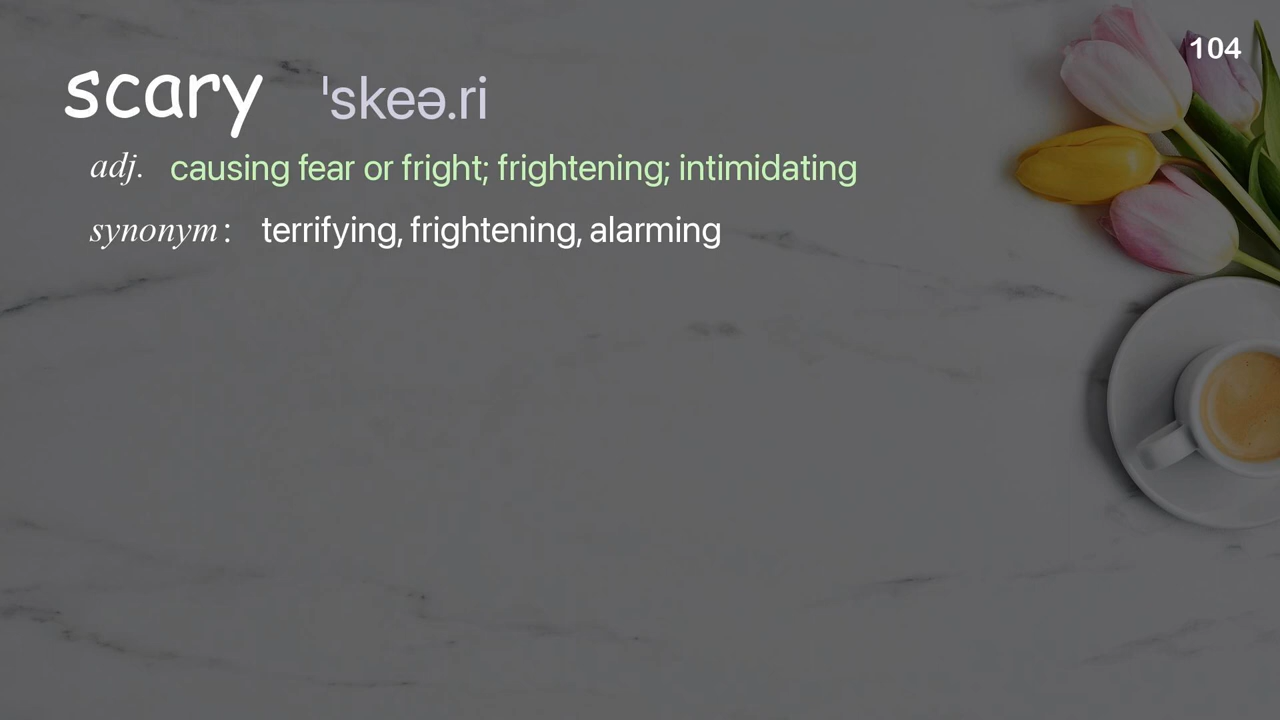 104
scary ˈskeə.ri
adj. causing fear or fright; frightening; intimidating
synonym: terrifying, frightening, alarming